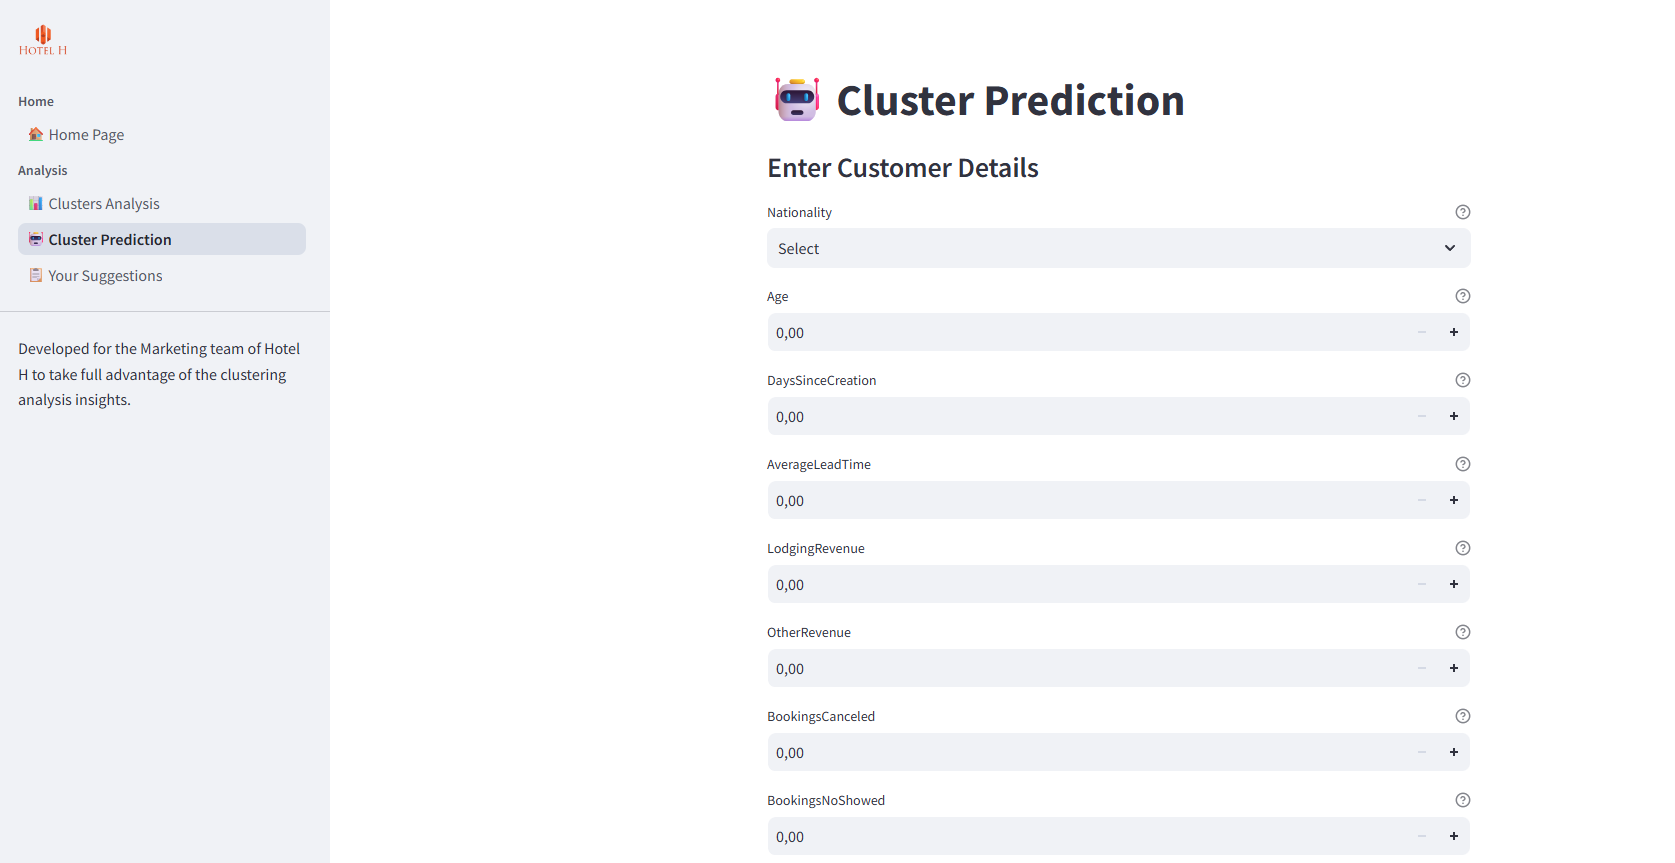 HOTEL H
Home
Home Page
Analysis
Clusters Analysis
Cluster Prediction
Your Suggestions
Developed for the Marketing team of Hotel
H to take full advantage of the clustering
analysis insights.
Cluster Prediction
Enter Customer Details
Nationality
Select
Age
0,00
DaysSinceCreation
0,00
AverageLeadTime
0,00
LodgingRevenue
0,00
OtherRevenue
0,00
BookingsCanceled
0,00
BookingsNoShowed
0,00